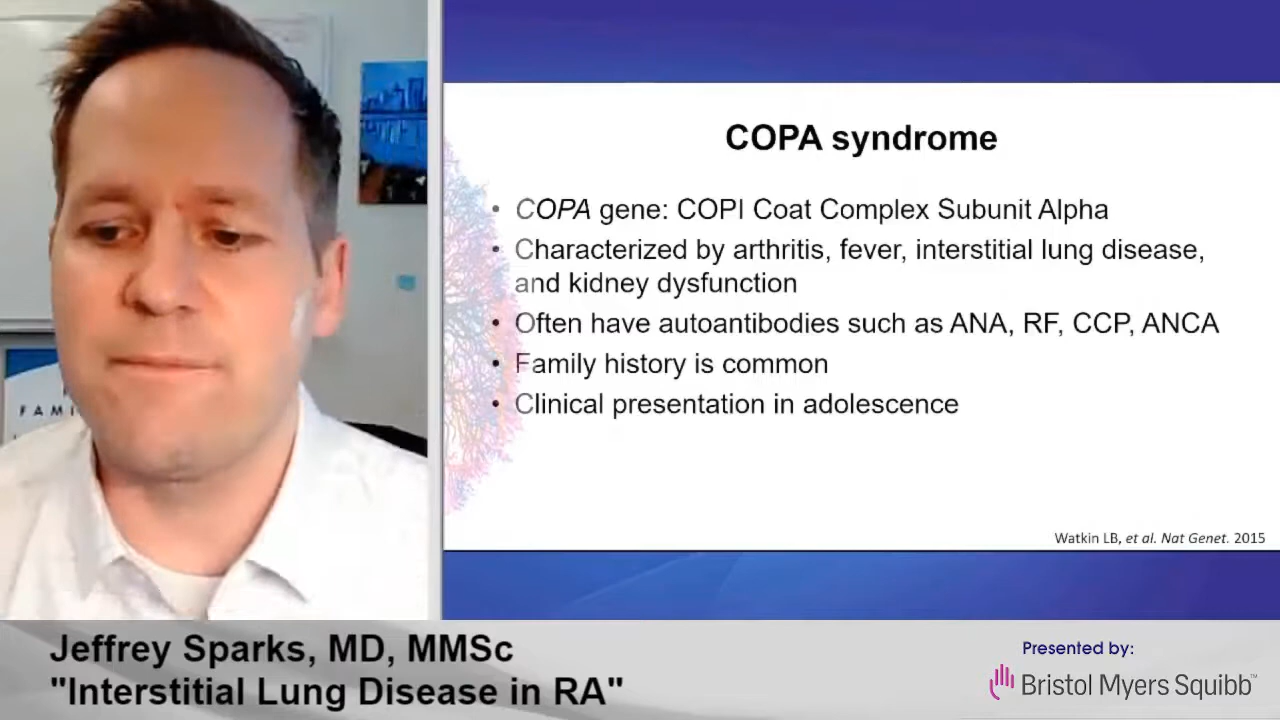 FAMI
COPA syndrome
• COPA gene: COPI Coat Complex Subunit Alpha
• Characterized by arthritis, fever, interstitial lung disease,
and kidney dysfunction
• Often have autoantibodies such as ANA, RF, CCP, ANCA
• Family history is common
• Clinical presentation in adolescence
Watkin LB, et al. Nat Genet. 2015
Jeffrey Sparks, MD, MMSc
"Interstitial Lung Disease in RA"
Presented by:
Bristol Myers Squibb™